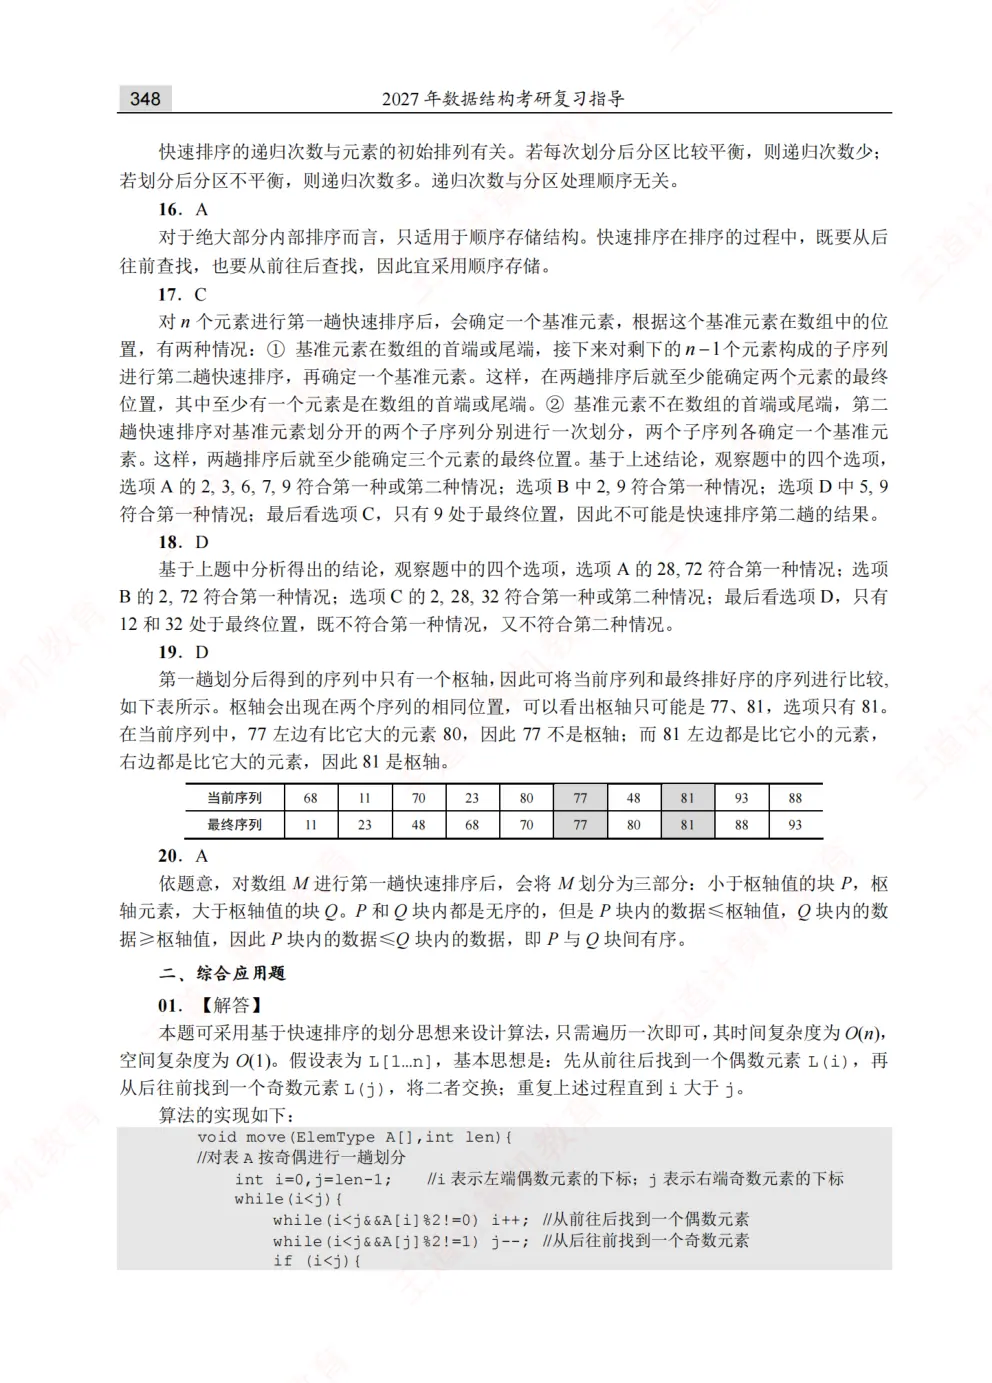 348
2027 年数据结构考研复习指导
快速排序的递归次数与元素的初始排列有关。若每次划分后分区比较平衡，则递归次数少；
若划分后分区不平衡，则递归次数多。递归次数与分区处理顺序无关。
16．A
对于绝大部分内部排序而言，只适用于顺序存储结构。快速排序在排序的过程中，既要从后
往前查找，也要从前往后查找，因此宜采用顺序存储。
17．C
对 n 个元素进行第一趟快速排序后，会确定一个基准元素，根据这个基准元素在数组中的位
置，有两种情况：① 基准元素在数组的首端或尾端，接下来对剩下的 n−1个元素构成的子序列
进行第二趟快速排序，再确定一个基准元素。这样，在两趟排序后就至少能确定两个元素的最终
位置，其中至少有一个元素是在数组的首端或尾端。② 基准元素不在数组的首端或尾端，第二
趟快速排序对基准元素划分开的两个子序列分别进行一次划分，两个子序列各确定一个基准元
素。这样，两趟排序后就至少能确定三个元素的最终位置。基于上述结论，观察题中的四个选项，
选项 A 的 2, 3, 6, 7, 9 符合第一种或第二种情况；选项 B 中 2, 9 符合第一种情况；选项 D 中 5, 9
符合第一种情况；最后看选项 C，只有 9 处于最终位置，因此不可能是快速排序第二趟的结果。
18．D
基于上题中分析得出的结论，观察题中的四个选项，选项 A 的 28, 72 符合第一种情况；选项
B 的 2, 72 符合第一种情况；选项 C 的 2, 28, 32 符合第一种或第二种情况；最后看选项 D，只有
12 和 32 处于最终位置，既不符合第一种情况，又不符合第二种情况。
19．D
第一趟划分后得到的序列中只有一个枢轴，因此可将当前序列和最终排好序的序列进行比较，
如下表所示。枢轴会出现在两个序列的相同位置，可以看出枢轴只可能是 77、81，选项只有 81。
在当前序列中，77 左边有比它大的元素 80，因此 77 不是枢轴；而 81 左边都是比它小的元素，
右边都是比它大的元素，因此 81 是枢轴。
当前序列 68 11 70 23 80 77 48 81 93 88
最终序列 11 23 48 68 70 77 80 81 88 93
20．A
依题意，对数组 M 进行第一趟快速排序后，会将 M 划分为三部分：小于枢轴值的块 P，枢
轴元素，大于枢轴值的块 Q。P 和 Q 块内都是无序的，但是 P 块内的数据≤枢轴值，Q 块内的数
据≥枢轴值，因此 P 块内的数据≤Q 块内的数据，即 P 与 Q 块间有序。
二、综合应用题
01．【解答】
本题可采用基于快速排序的划分思想来设计算法，只需遍历一次即可，其时间复杂度为 O(n)，
空间复杂度为 O(1)。假设表为 L[1…n]，基本思想是：先从前往后找到一个偶数元素 L(i)，再
从后往前找到一个奇数元素 L(j)，将二者交换；重复上述过程直到 i 大于 j。
算法的实现如下：
void move(ElemType A[],int len){
//对表 A 按奇偶进行一趟划分
int i=0,j=len-1; //i 表示左端偶数元素的下标；j 表示右端奇数元素的下标
while(i<j){
while(i<j&&A[i]%2!=0) i++; //从前往后找到一个偶数元素
while(i<j&&A[j]%2!=1) j--; //从后往前找到一个奇数元素
if (i<j){